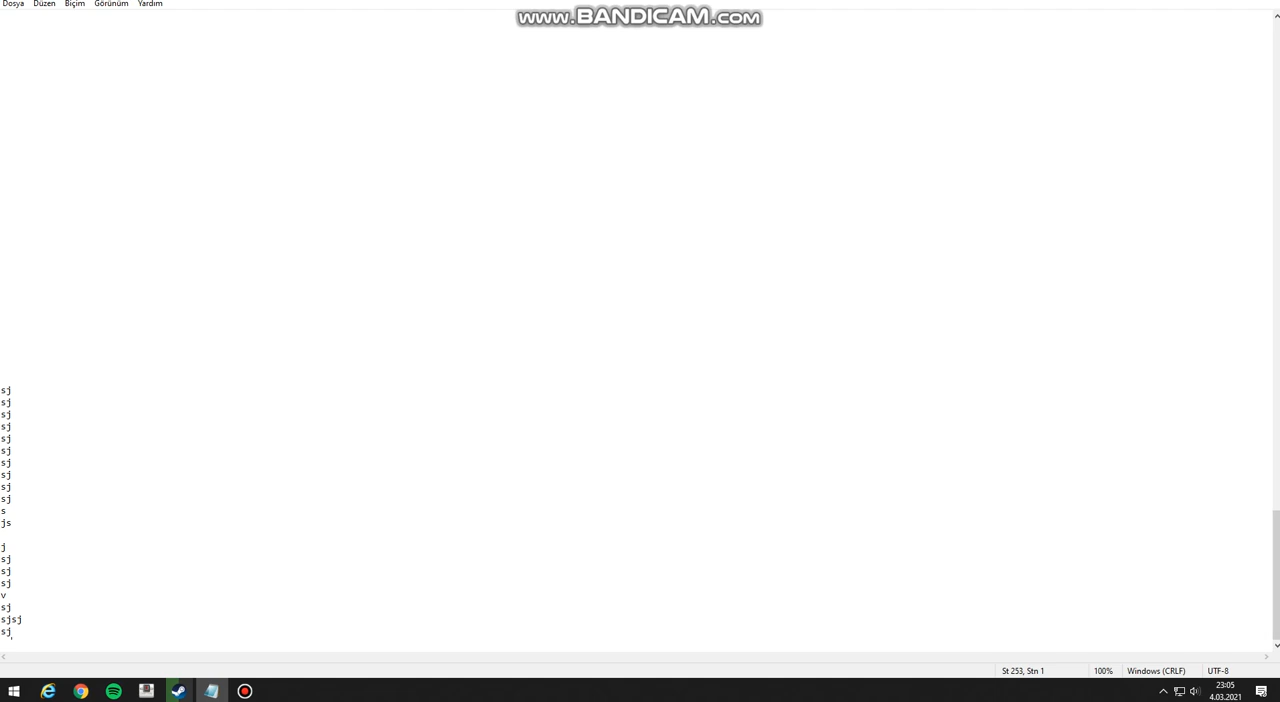 Dosya Düzen Biçim Görünüm Yardım
www.BANDICAM.COM
sj
sj
sj
sj
sj
sj
sj
sj
sj
sj
s
js
j
sj
sj
sj
v
sj
sjsj
sj
St 253, Stn 1 100% Windows (CRLF) UTF-8
23:05
4.03.2021